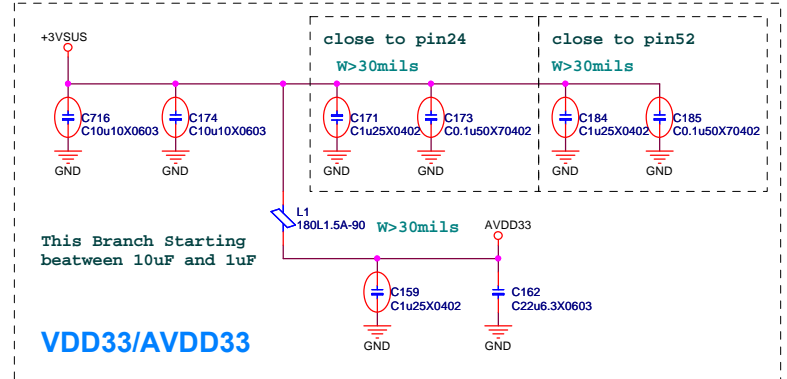 +3VSUS
close to pin24
close to pin52
W>30mils
W>30mils
C716
C10u10X0603
C174
C10u10X0603
C171
C1u25X0402
C173
C0.1u50X70402
C184
C1u25X0402
C185
C0.1u50X70402
GND
GND
GND
GND
GND
GND
L1
180L1.5A-90
W>30mils
AVDD33
This Branch Starting
beatween 10uF and 1uF
C159
C1u25X0402
C162
C22u6.3X0603
VDD33/AVDD33
GND
GND